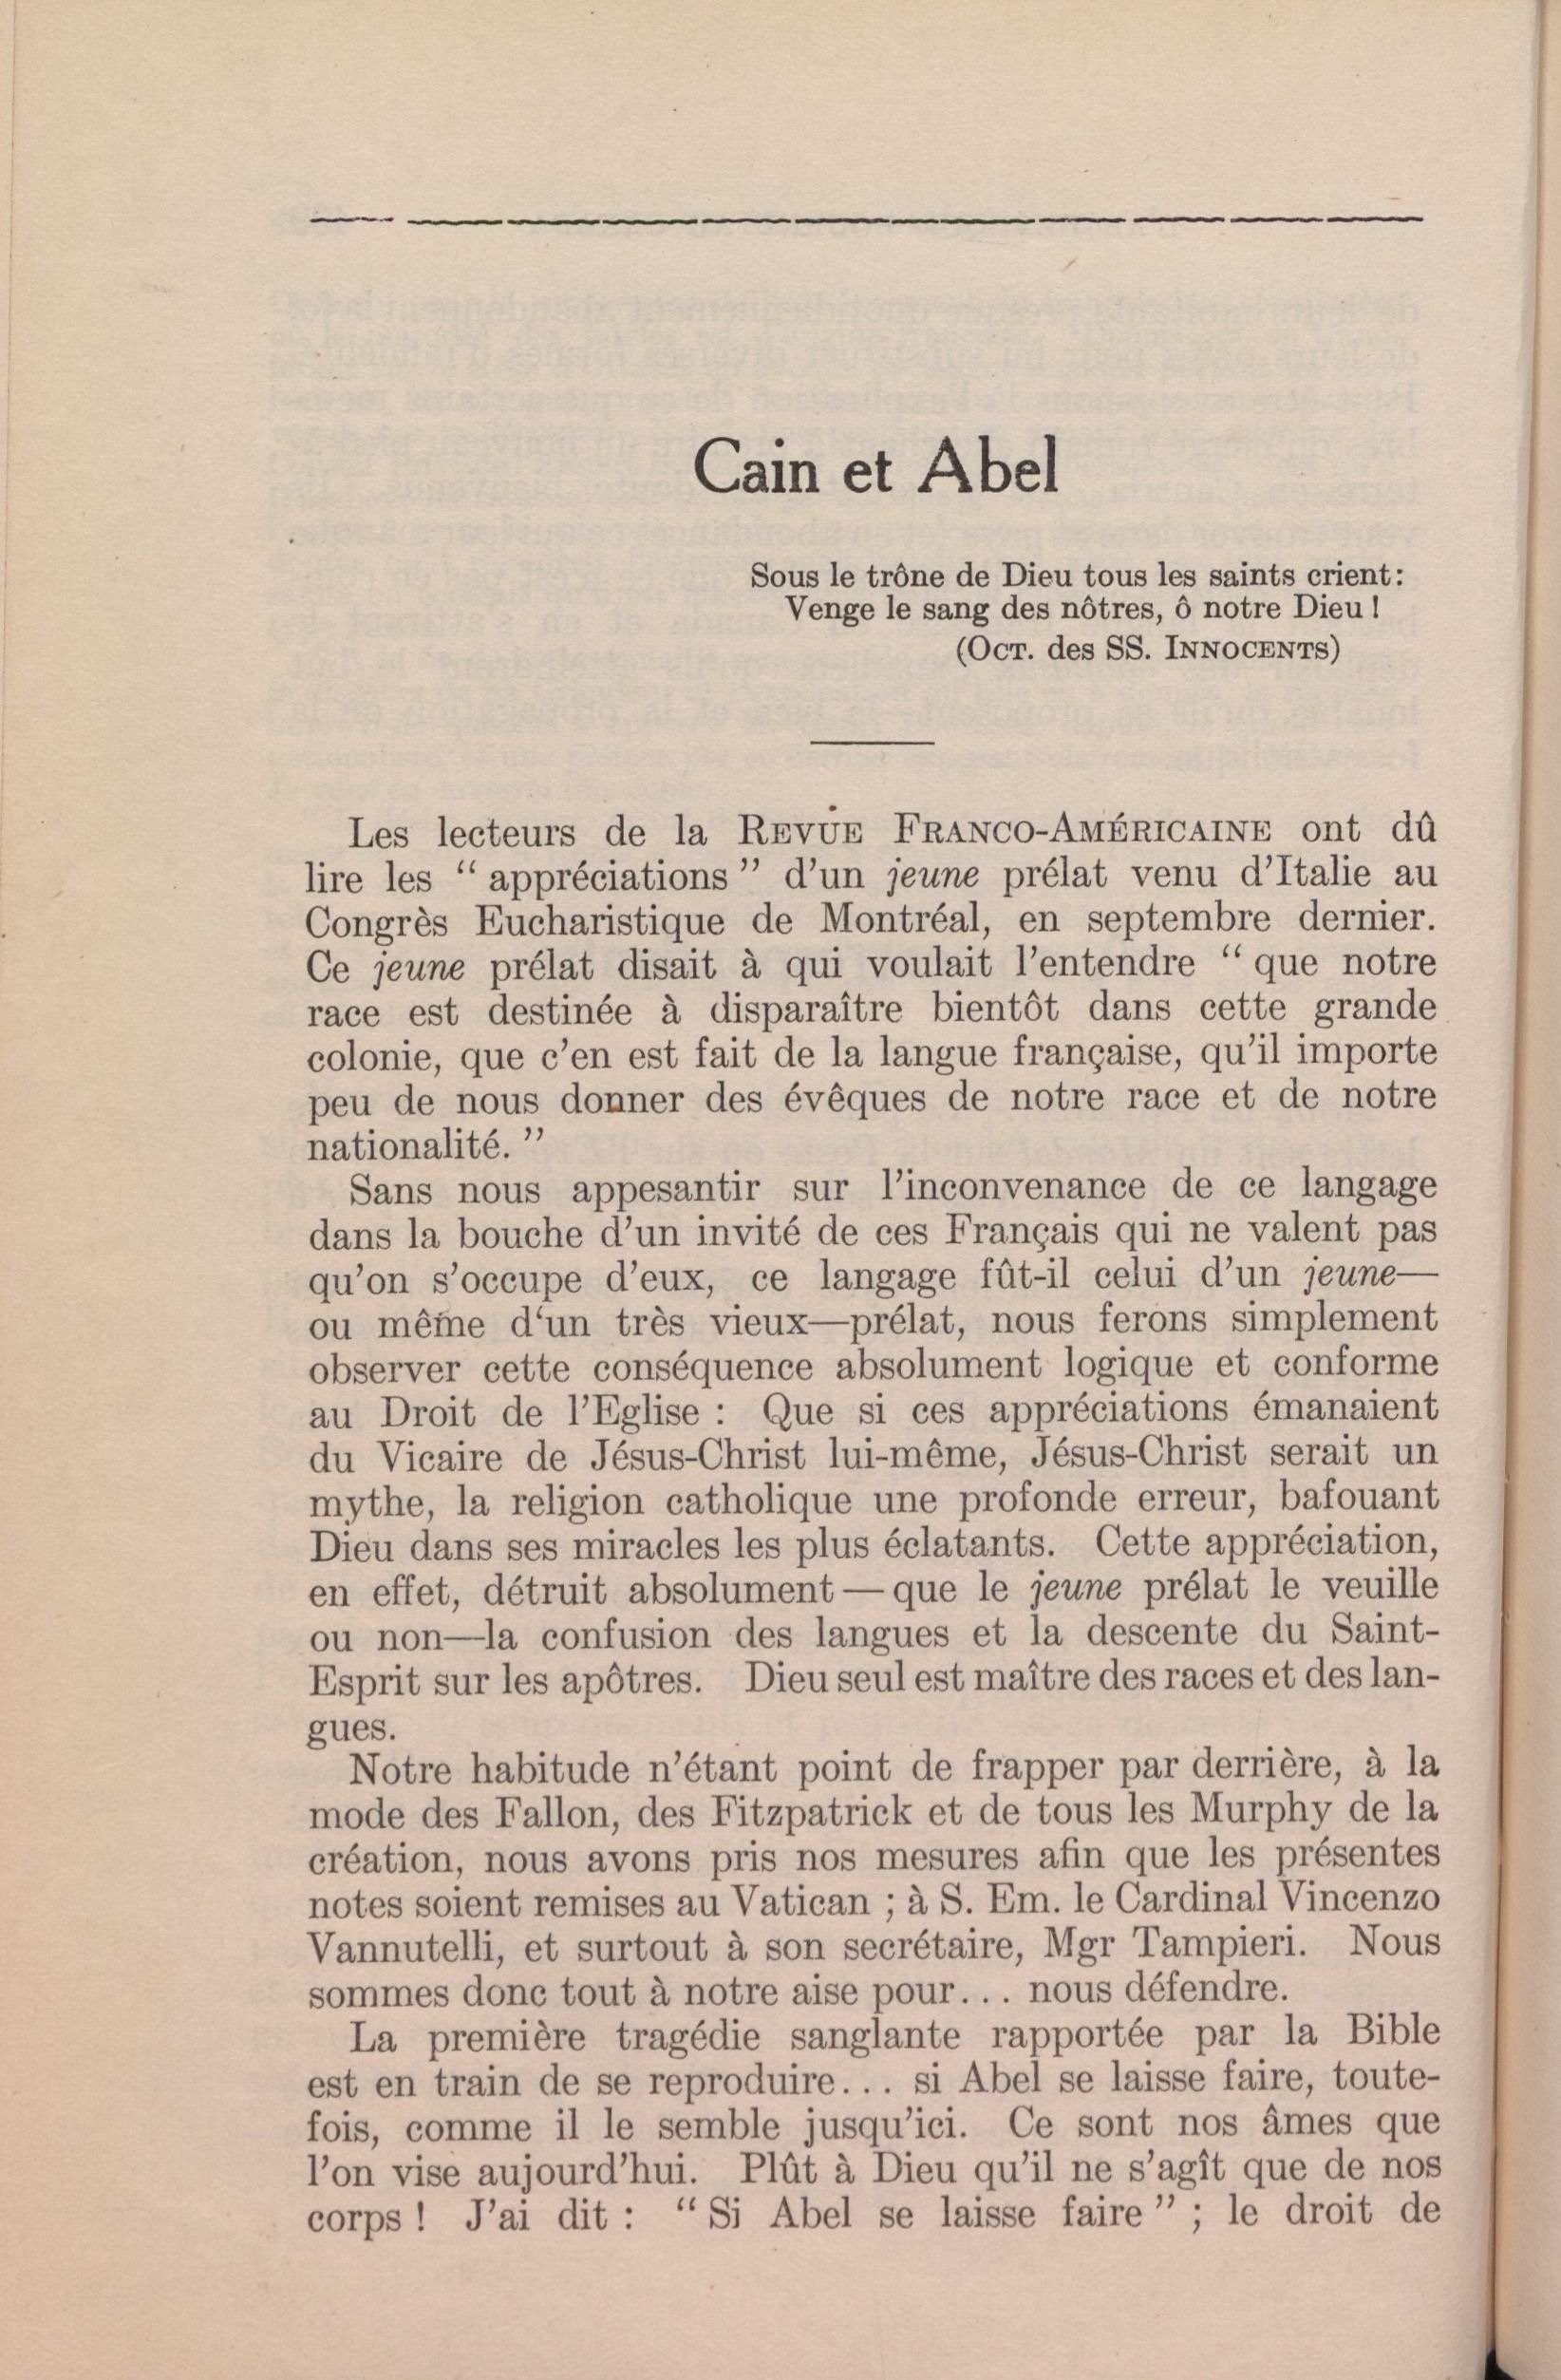 Cain et Abel
Sous le trône de Dieu tous les saints crient:
Venge le sang des nôtres, ô notre Dieu !
(OCT. des SS. INNOCENTS)
Les lecteurs de la REVUE FRANCO-AMÉRICAINE ont dû
lire les “ appréciations ” d’un jeune prélat venu d’Italie au
Congrès Eucharistique de Montréal, en septembre dernier.
Ce jeune prélat disait à qui voulait l’entendre “ que notre
race est destinée à disparaître bientôt dans cette grande
colonie, que c’en est fait de la langue française, qu’il importe
peu de nous donner des évêques de notre race et de notre
nationalité. ”
Sans nous appesantir sur l’inconvenance de ce langage
dans la bouche d’un invité de ces Français qui ne valent pas
qu’on s’occupe d’eux, ce langage fût-il celui d’un jeune—
ou même d‘un très vieux—prélat, nous ferons simplement
observer cette conséquence absolument logique et conforme
au Droit de l’Eglise : Que si ces appréciations émanaient
du Vicaire de Jésus-Christ lui-même, Jésus-Christ serait un
mythe, la religion catholique une profonde erreur, bafouant
Dieu dans ses miracles les plus éclatants. Cette appréciation,
en effet, détruit absolument — que le jeune prélat le veuille
ou non—la confusion des langues et la descente du Saint-
Esprit sur les apôtres. Dieu seul est maître des races et des lan-
gues.
Notre habitude n’étant point de frapper par derrière, à la
mode des Fallon, des Fitzpatrick et de tous les Murphy de la
création, nous avons pris nos mesures afin que les présentes
notes soient remises au Vatican ; à S. Em. le Cardinal Vincenzo
Vannutelli, et surtout à son secrétaire, Mgr Tampieri. Nous
sommes donc tout à notre aise pour... nous défendre.
La première tragédie sanglante rapportée par la Bible
est en train de se reproduire... si Abel se laisse faire, toute-
fois, comme il le semble jusqu’ici. Ce sont nos âmes que
l’on vise aujourd’hui. Plût à Dieu qu’il ne s’agît que de nos
corps ! J’ai dit : “ Si Abel se laisse faire ” ; le droit de